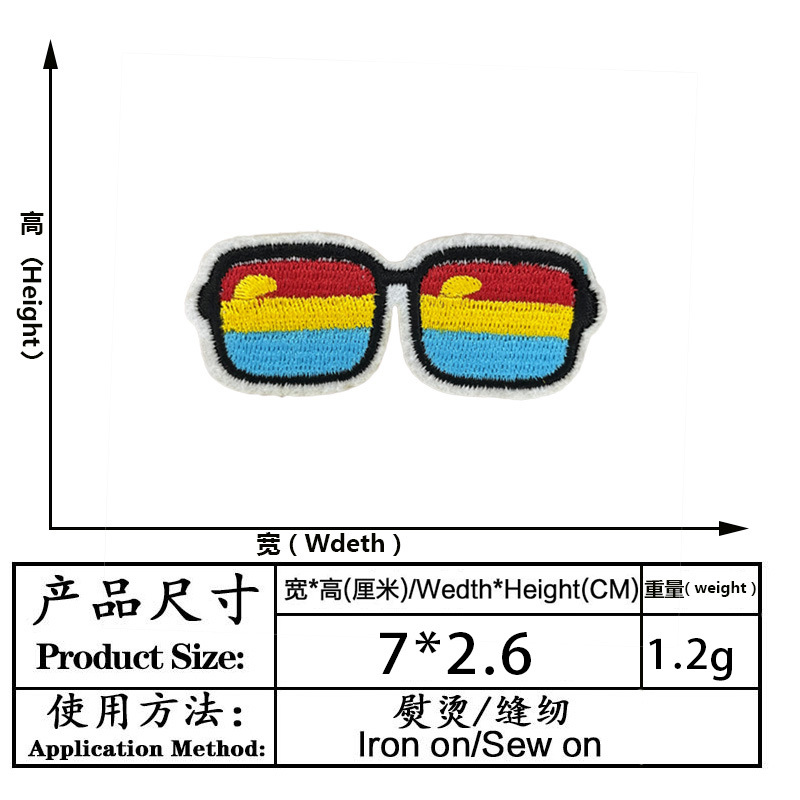 高（Height）
宽（Wdeth）
产品尺寸
Product Size:
宽*高(厘米)/Wedth*Height(CM)
重量( weight )
7*2.6
1.2g
使用方法：
Application Method:
熨烫/缝纫
Iron on/Sew on